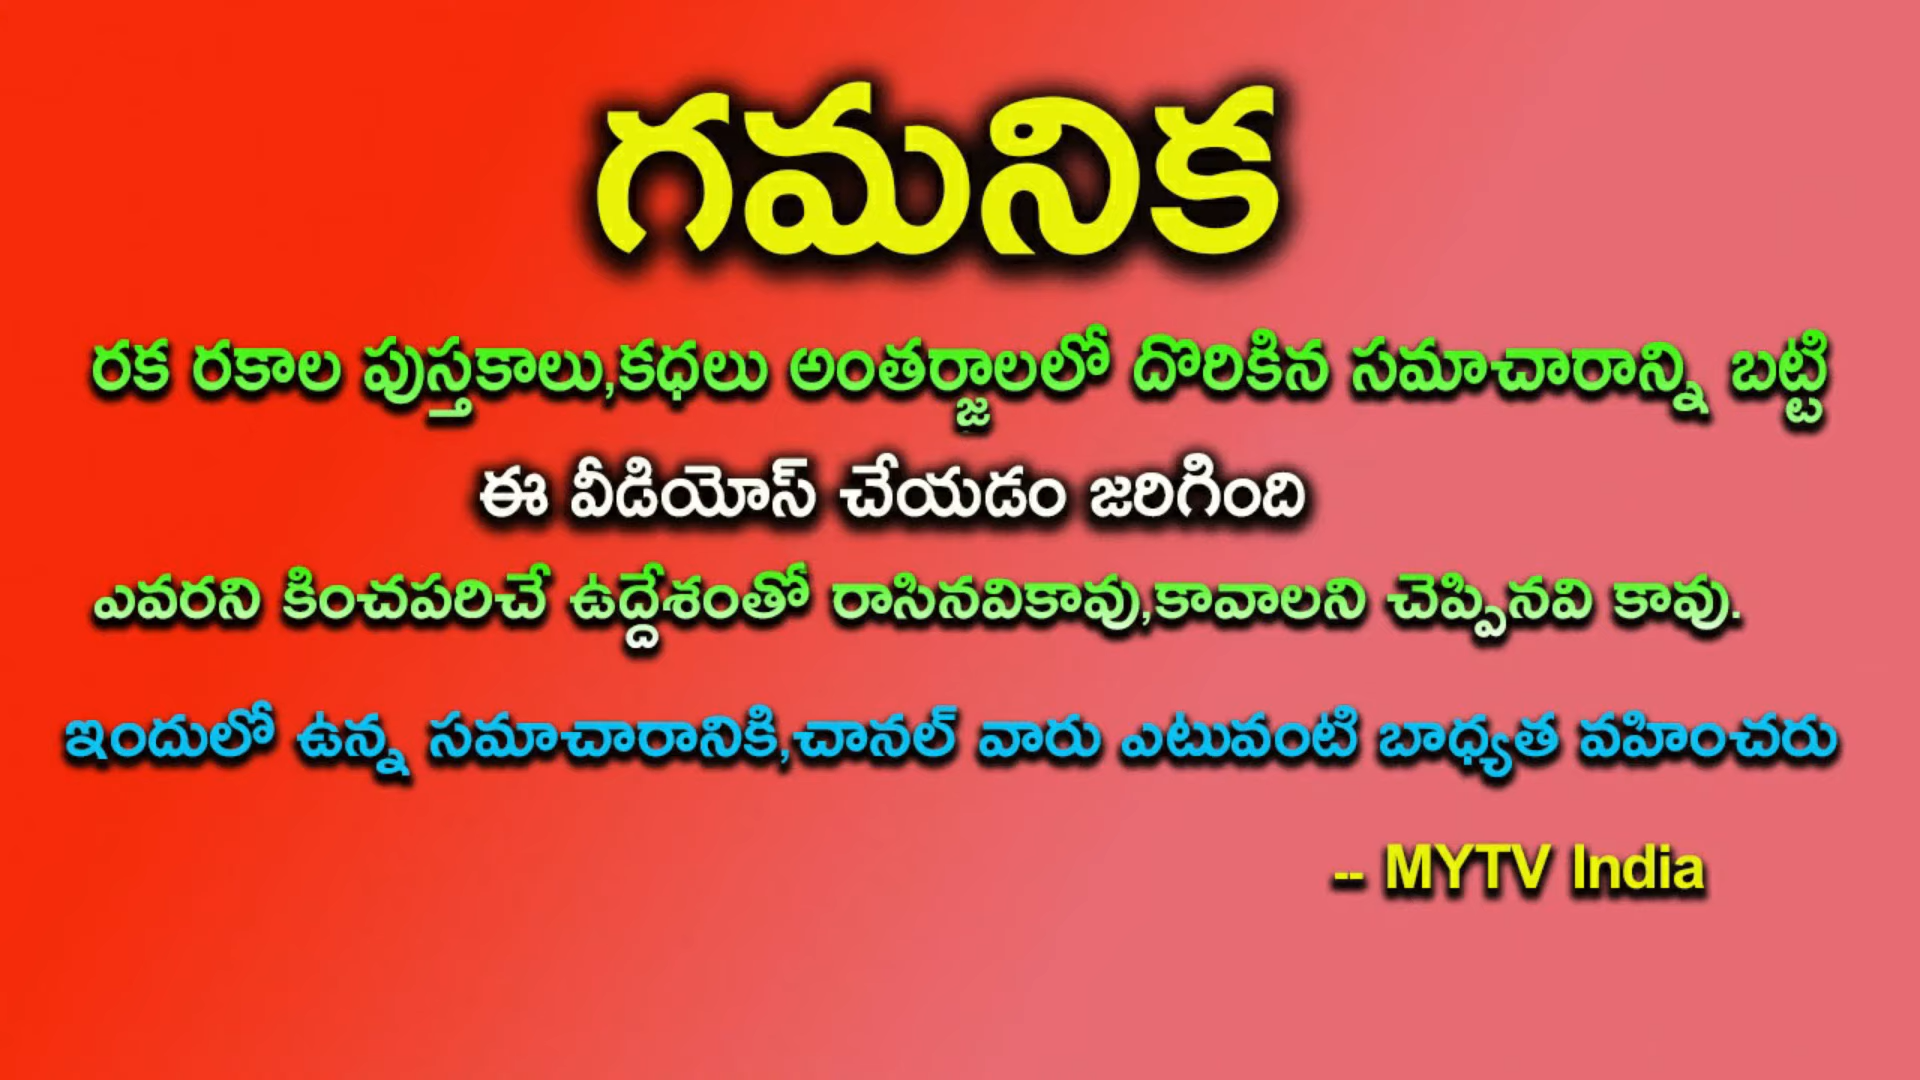 గమనిక
రక రకాల పుస్తకాలు,కధలు అంతర్జాలలో దొరికిన సమాచారాన్ని బట్టి
ఈ వీడియోస్ చేయడం జరిగింది
ఎవరని కించపరిచే ఉద్దేశంతో రాసినవికావు,కావాలని చెప్పినవి కావు.
ఇందులో ఉన్న సమాచారానికి,చానల్ వారు ఎటువంటి బాధ్యత వహించరు
-- MYTV India